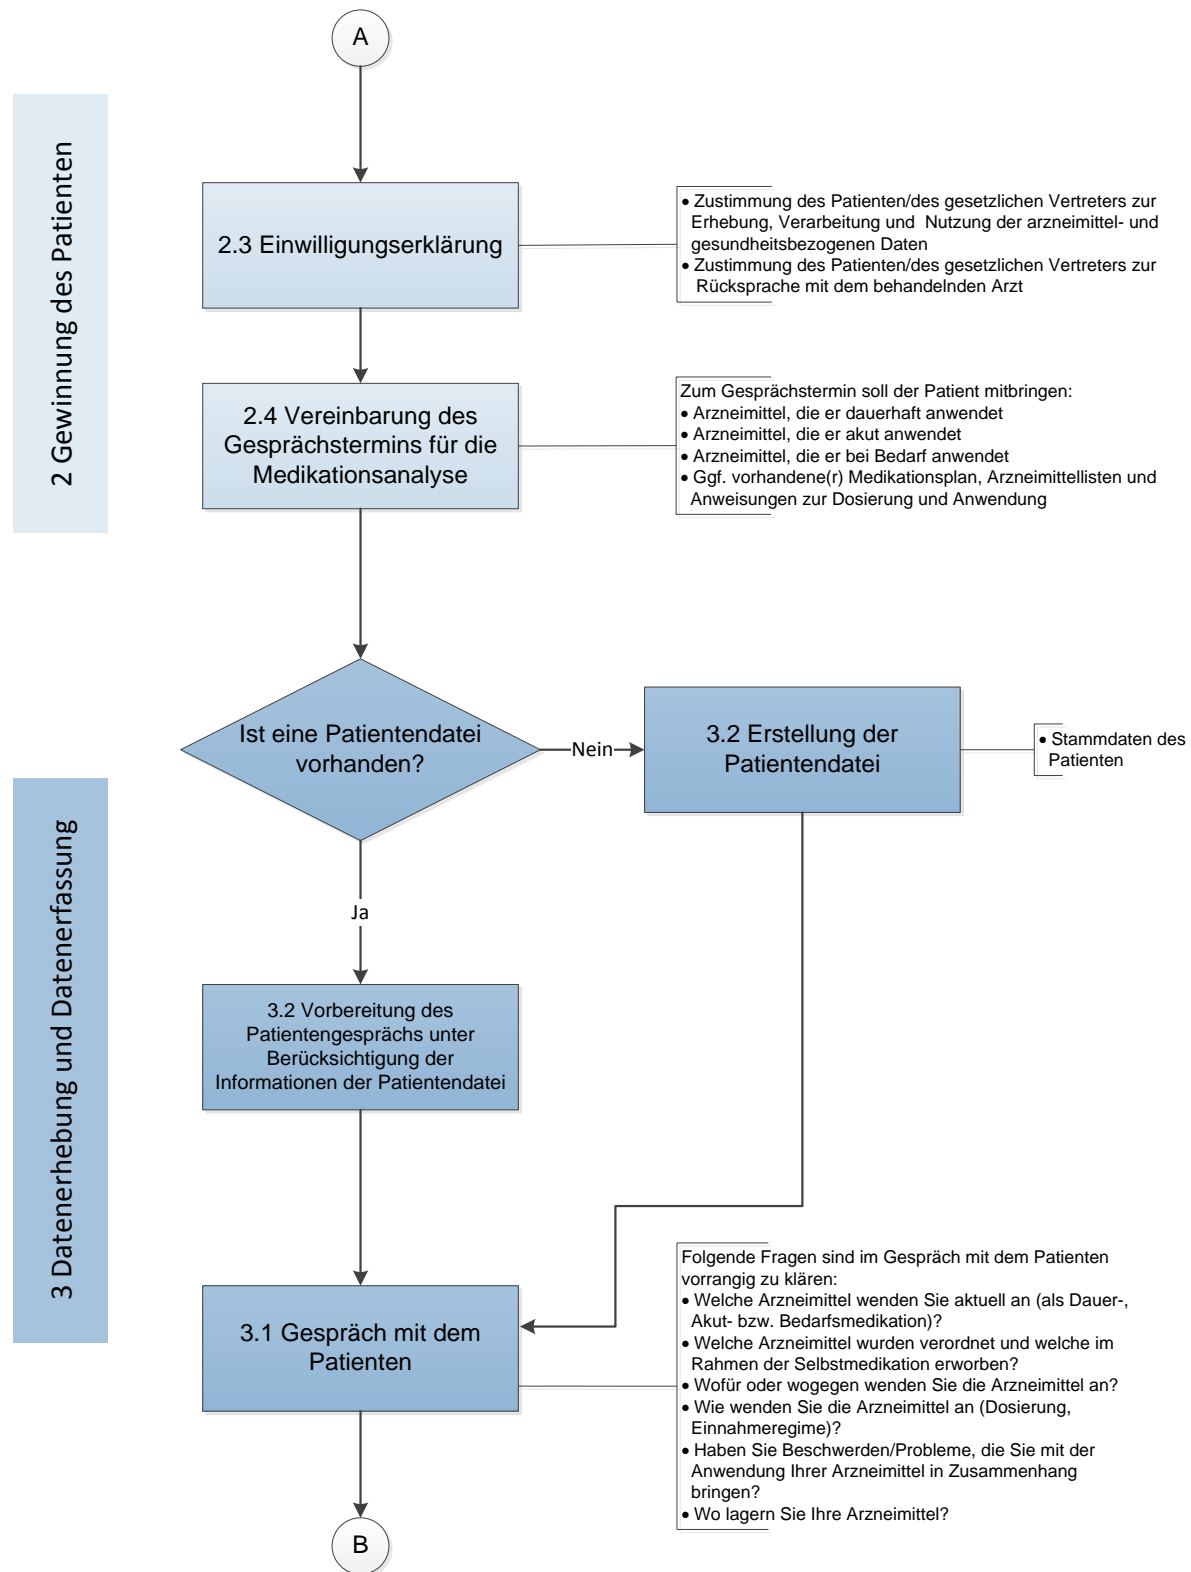 A
2 Gewinnung des Patienten
2.3 Einwilligungserklärung
• Zustimmung des Patienten/des gesetzlichen Vertreters zur
Erhebung, Verarbeitung und Nutzung der arzneimittel- und
gesundheitsbezogenen Daten
• Zustimmung des Patienten/des gesetzlichen Vertreters zur
Rücksprache mit dem behandelnden Arzt
2.4 Vereinbarung des
Gesprächstermins für die
Medikationsanalyse
Zum Gesprächstermin soll der Patient mitbringen:
• Arzneimittel, die er dauerhaft anwendet
• Arzneimittel, die er akut anwendet
• Arzneimittel, die er bei Bedarf anwendet
• Ggf. vorhandene(r) Medikationsplan, Arzneimittellisten und
Anweisungen zur Dosierung und Anwendung
3 Datenerhebung und Datenerfassung
Ist eine Patientendatei
vorhanden?
Nein
3.2 Erstellung der
Patientendatei
• Stammdaten des
Patienten
Ja
3.2 Vorbereitung des
Patientengesprächs unter
Berücksichtigung der
Informationen der Patientendatei
3.1 Gespräch mit dem
Patienten
Folgende Fragen sind im Gespräch mit dem Patienten
vorrangig zu klären:
• Welche Arzneimittel wenden Sie aktuell an (als Dauer-,
Akut- bzw. Bedarfsmedikation)?
• Welche Arzneimittel wurden verordnet und welche im
Rahmen der Selbstmedikation erworben?
• Wofür oder wogegen wenden Sie die Arzneimittel an?
• Wie wenden Sie die Arzneimittel an (Dosierung,
Einnahmeregime)?
• Haben Sie Beschwerden/Probleme, die Sie mit der
Anwendung Ihrer Arzneimittel in Zusammenhang
bringen?
• Wo lagern Sie Ihre Arzneimittel?
B